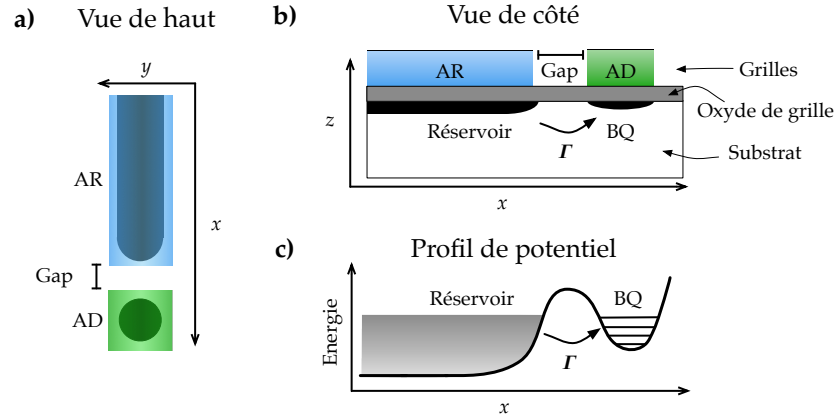 a) Vue de haut
y
AR
x
Gap
AD
b) Vue de côté
AR
Gap
AD
Grilles
z
Oxyde de grille
Réservoir
BQ
Γ
Substrat
x
c) Profil de potentiel
Energie
Réservoir
BQ
Γ
x